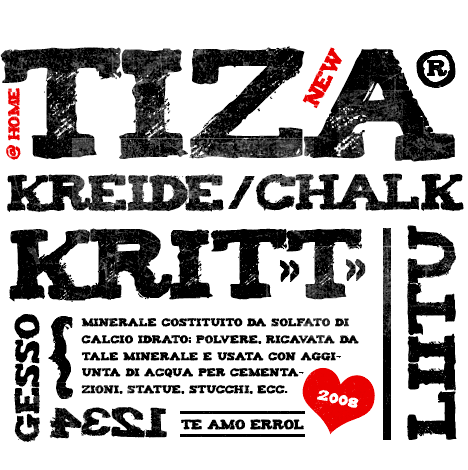 @ HOME
TIZA
NEW
®
KREIDE/CHALK
KRITT»T»
LIITU
GESSO
{
MINERALE COSTITUITO DA SOLFATO DI
CALCIO IDRATO: POLVERE, RICAVATA DA
TALE MINERALE E USATA CON AGGI-
UNTA DI ACQUA PER CEMENTA-
ZIONI, STATUE, STUCCHI, ECC.
2008
1234
TE AMO ERROL